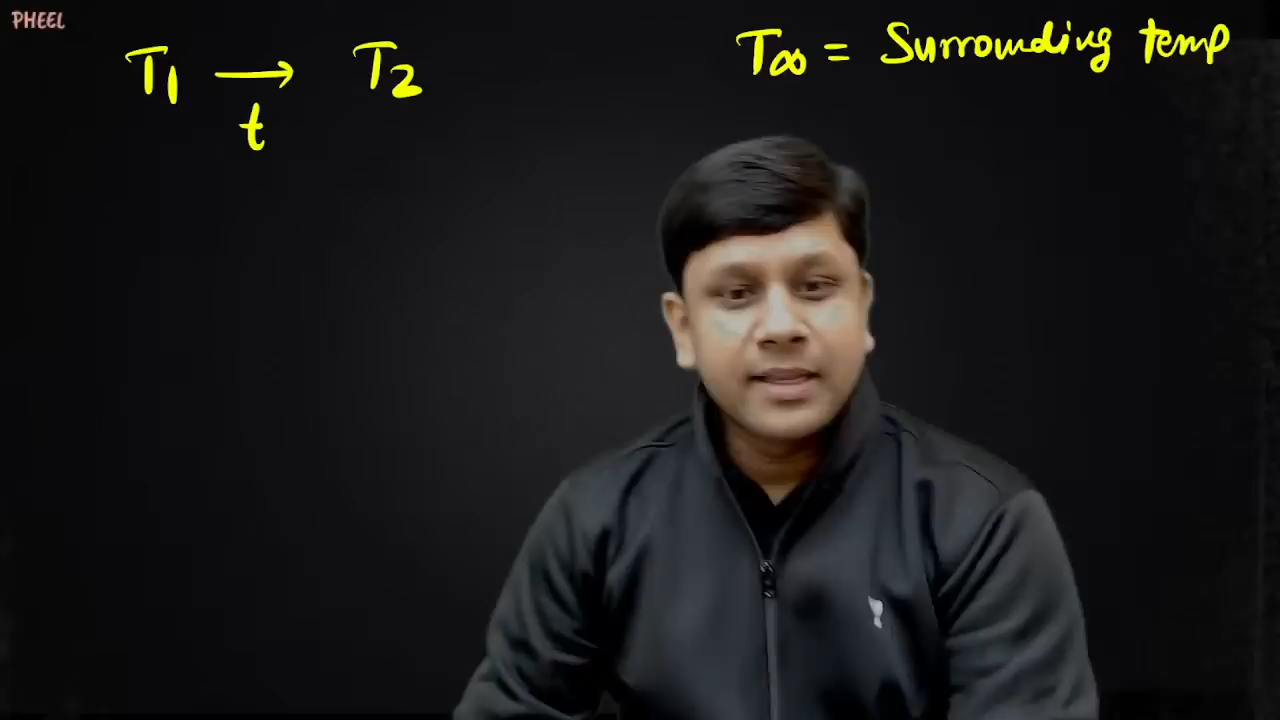 PHEEL
T₁ ⟶ T₂
t
T∞ = Surrounding temp